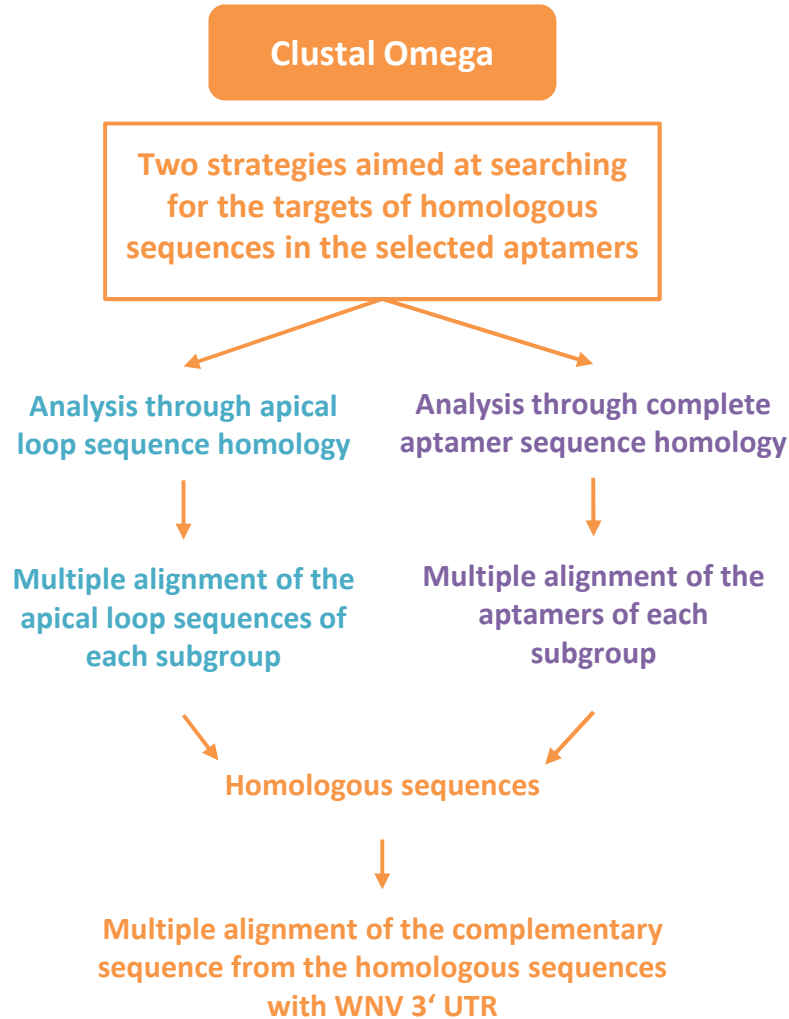 Clustal Omega
Two strategies aimed at searching
for the targets of homologous
sequences in the selected aptamers
Analysis through apical
loop sequence homology
Analysis through complete
aptamer sequence homology
Multiple alignment of the
apical loop sequences of
each subgroup
Multiple alignment of the
aptamers of each
subgroup
Homologous sequences
Multiple alignment of the complementary
sequence from the homologous sequences
with WNV 3‘ UTR